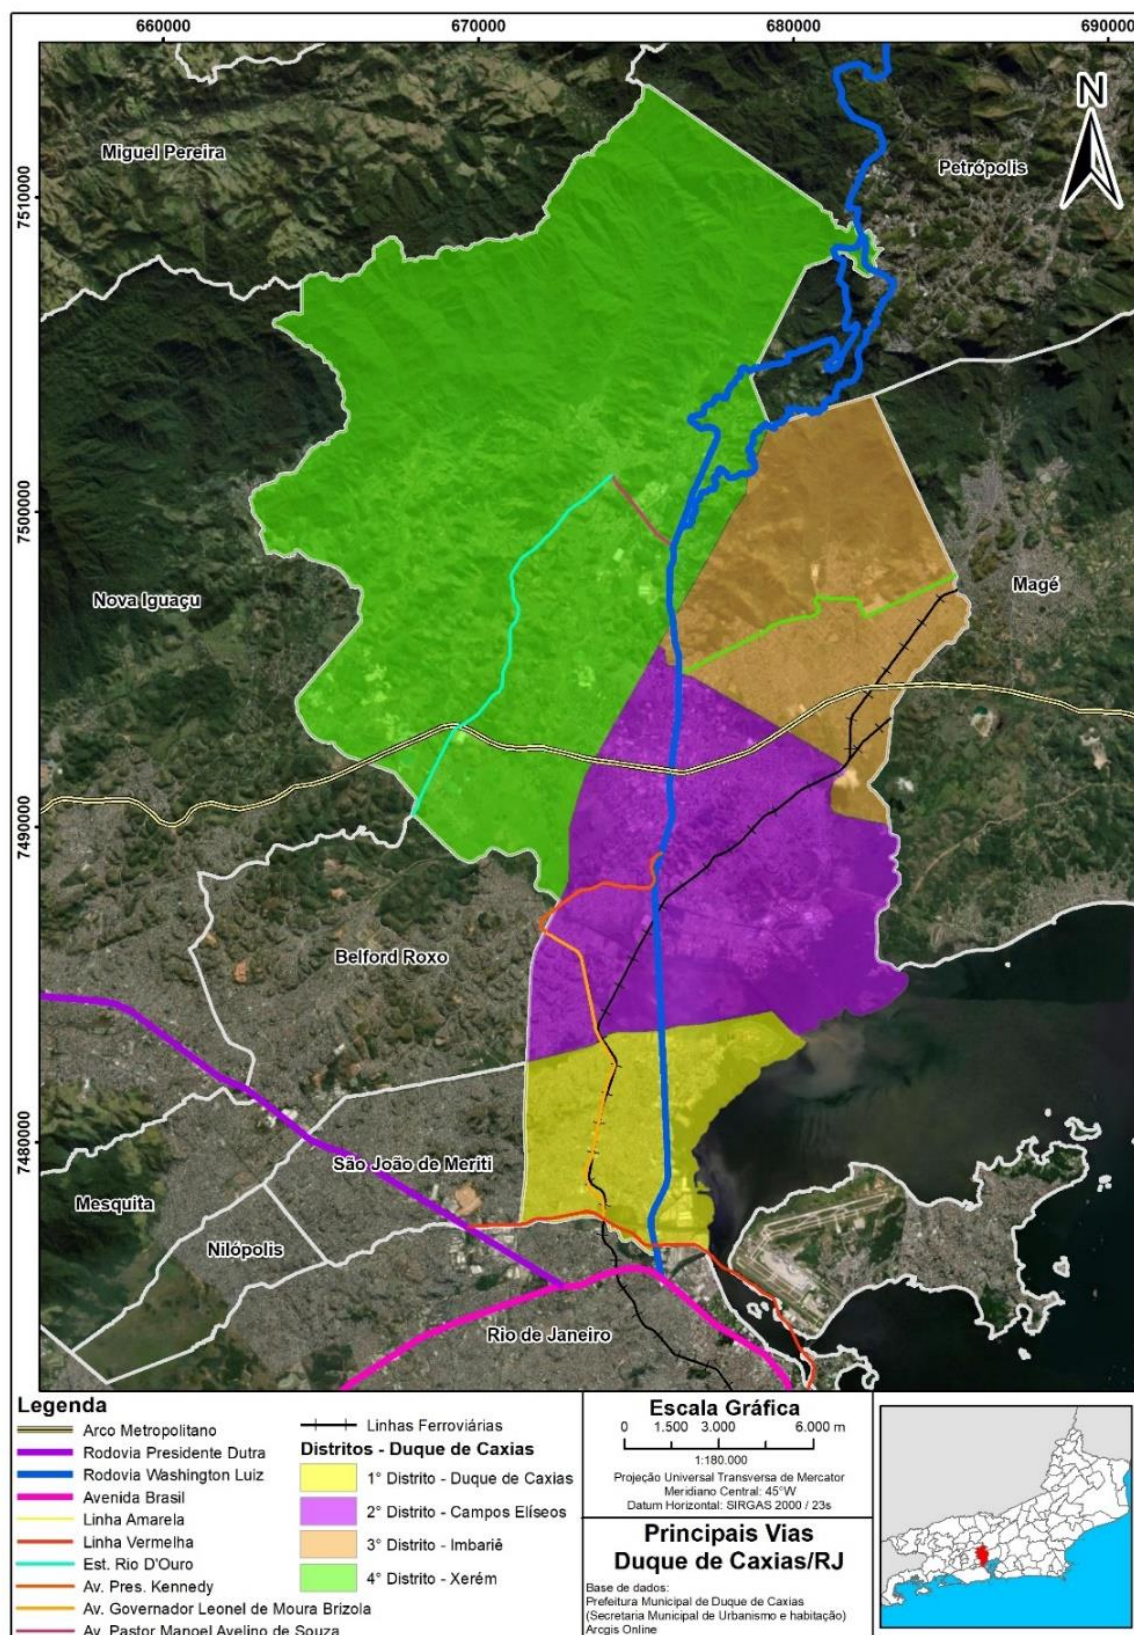 660000
670000
680000
690000
N
Miguel Pereira
Petrópolis
7510000
7500000
Nova Iguaçu
Magé
7490000
Belford Roxo
7480000
São João de Meriti
Mesquita
Nilópolis
Rio de Janeiro
Legenda
Arco Metropolitano
Rodovia Presidente Dutra
Rodovia Washington Luiz
Avenida Brasil
Linha Amarela
Linha Vermelha
Est. Rio D'Ouro
Av. Pres. Kennedy
Av. Governador Leonel de Moura Brizola
Av. Pastor Manoel Avelino de Souza
Linhas Ferroviárias
Distritos - Duque de Caxias
1° Distrito - Duque de Caxias
2° Distrito - Campos Elíseos
3° Distrito - Imbariê
4° Distrito - Xerém
Escala Gráfica
0 1.500 3.000 6.000 m
1:180.000
Projeção Universal Transversa de Mercator
Meridiano Central: 45°W
Datum Horizontal: SIRGAS 2000 / 23s
Principais Vias
Duque de Caxias/RJ
Base de dados:
Prefeitura Municipal de Duque de Caxias
(Secretaria Municipal de Urbanismo e habitação)
Arcgis Online